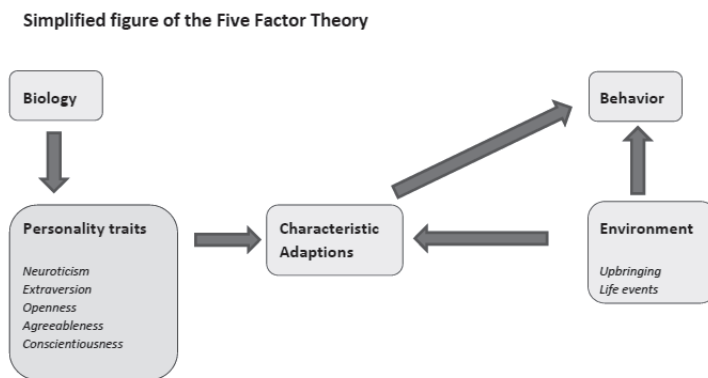 Simplified figure of the Five Factor Theory
Biology
Behavior
Personality traits
Neuroticism
Extraversion
Openness
Agreeableness
Conscientiousness
Characteristic
Adaptions
Environment
Upbringing
Life events